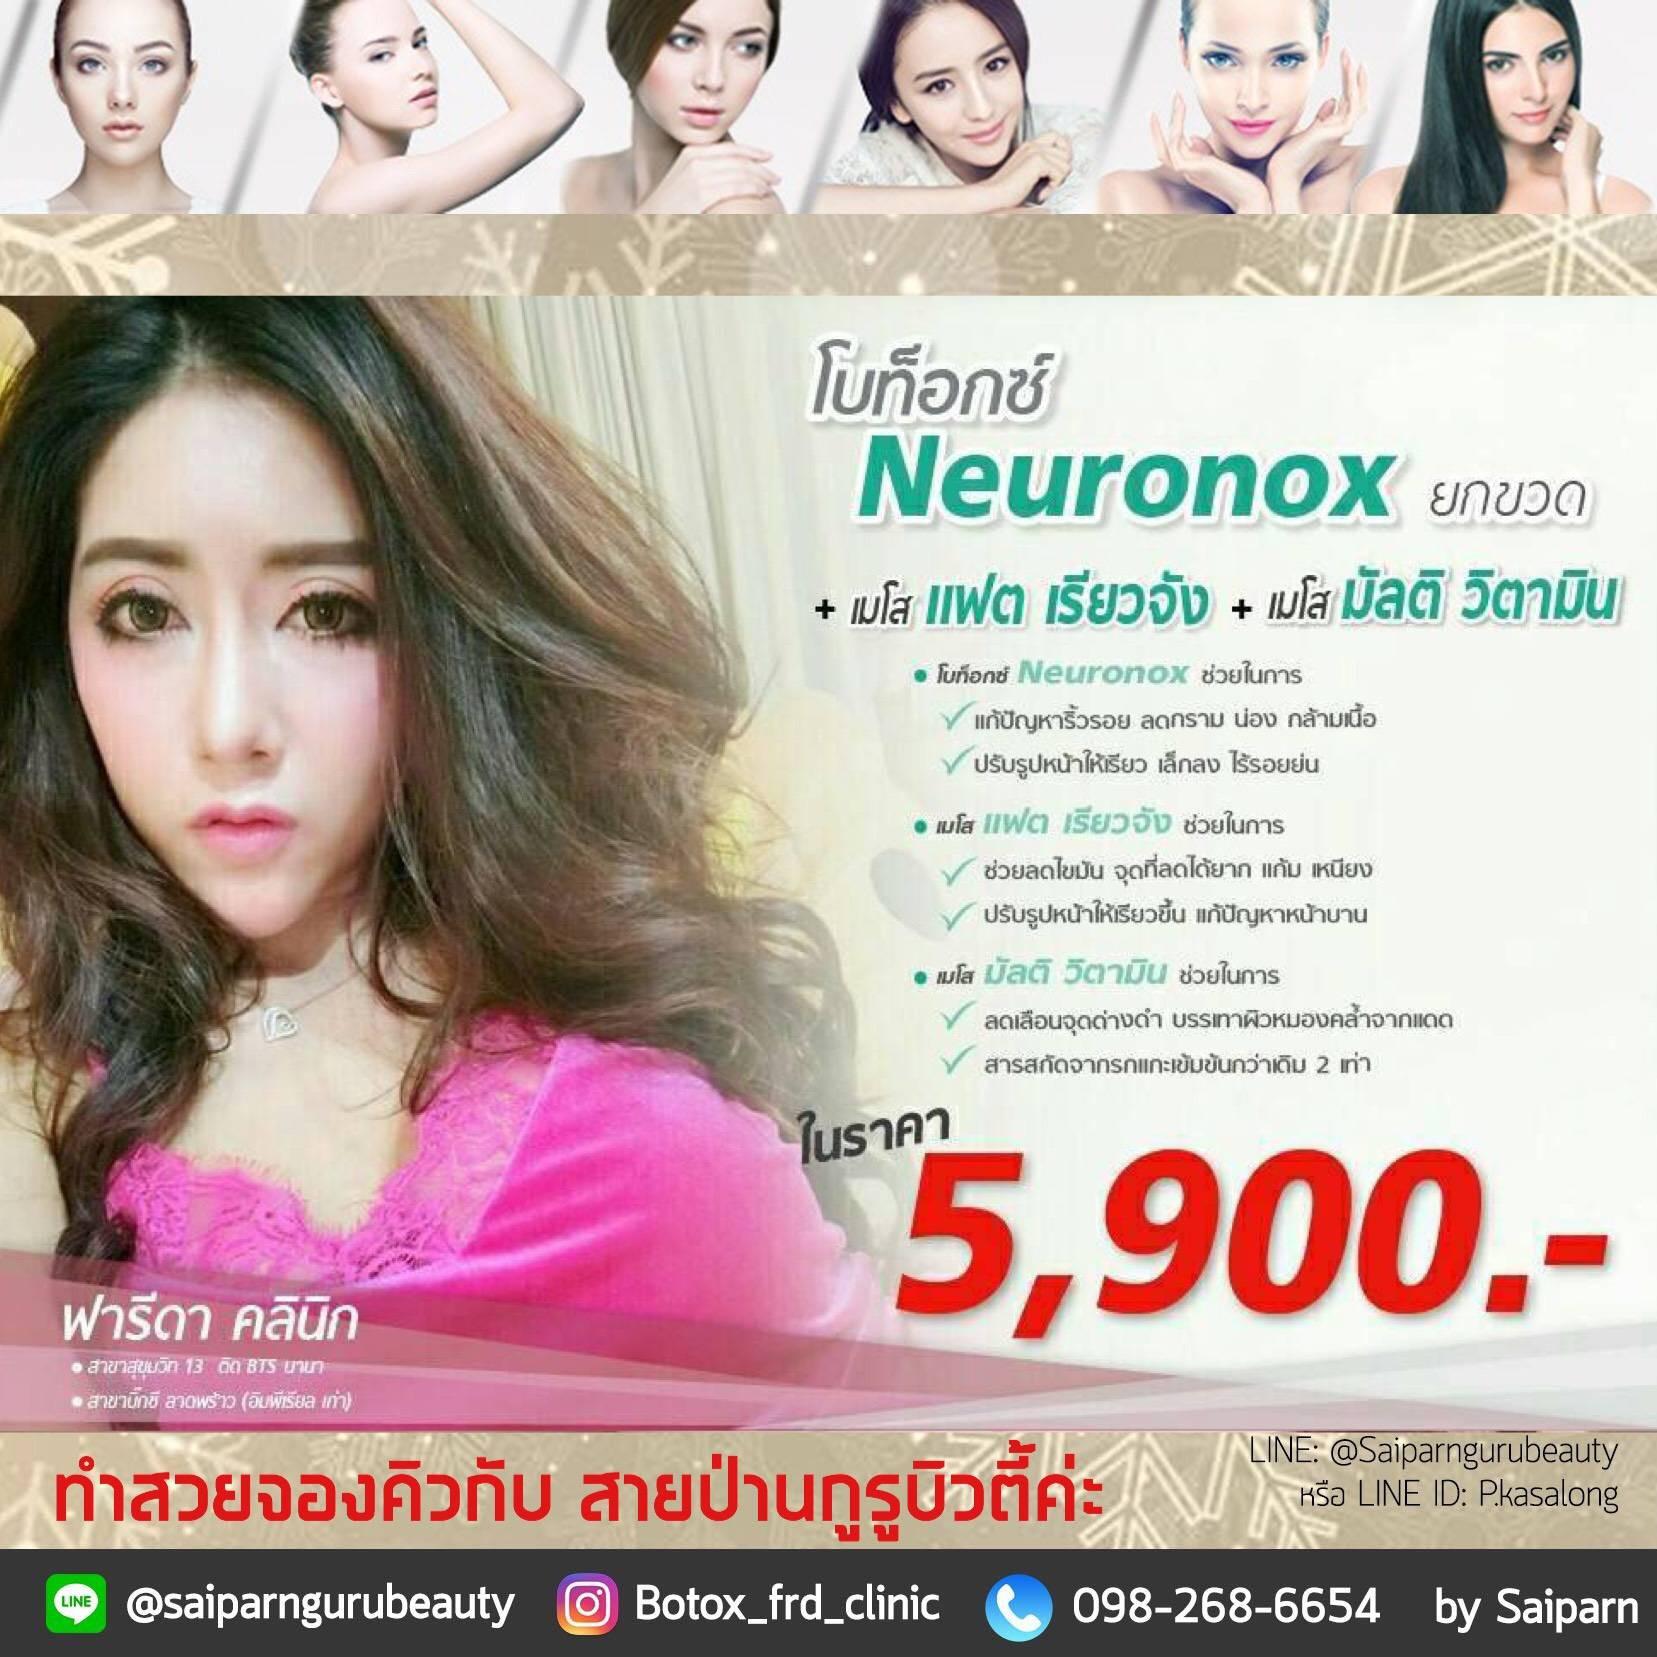 โบท็อกซ์
Neuronox ยกขวด
+ เมโส แฟต เรียวจัง + เมโส มัลติ วิตามิน
• โบท็อกซ์ Neuronox ช่วยในการ
✓ แก้ปัญหาริ้วรอย ลดกราม น่อง กล้ามเนื้อ
✓ ปรับรูปหน้าให้เรียว เล็กลง ไร้รอยย่น
• เมโส แฟต เรียวจัง ช่วยในการ
✓ ช่วยลดไขมัน จุดที่ลดได้ยาก แก้ม เหนียง
✓ ปรับรูปหน้าให้เรียวขึ้น แก้ปัญหาหน้าบาน
• เมโส มัลติ วิตามิน ช่วยในการ
✓ ลดเลือนจุดด่างดำ บรรเทาผิวหมองคล้ำจากแดด
✓ สารสกัดจากรกแกะเข้มข้นกว่าเดิม 2 เท่า
ในราคา
5,900.-
ฟารีดา คลินิก
• สาขาสุขุมวิท 13 ติด BTS นานา
• สาขาบิ๊กซี ลาดพร้าว (อิมพีเรียล เก่า)
ทำสวยจองคิวกับ สายป่านกูรูบิวตี้ค่ะ
LINE: @Saiparngurubeauty
หรือ LINE ID: P.kasalong
LINE @saiparngurubeauty Botox_frd_clinic 098-268-6654 by Saiparn